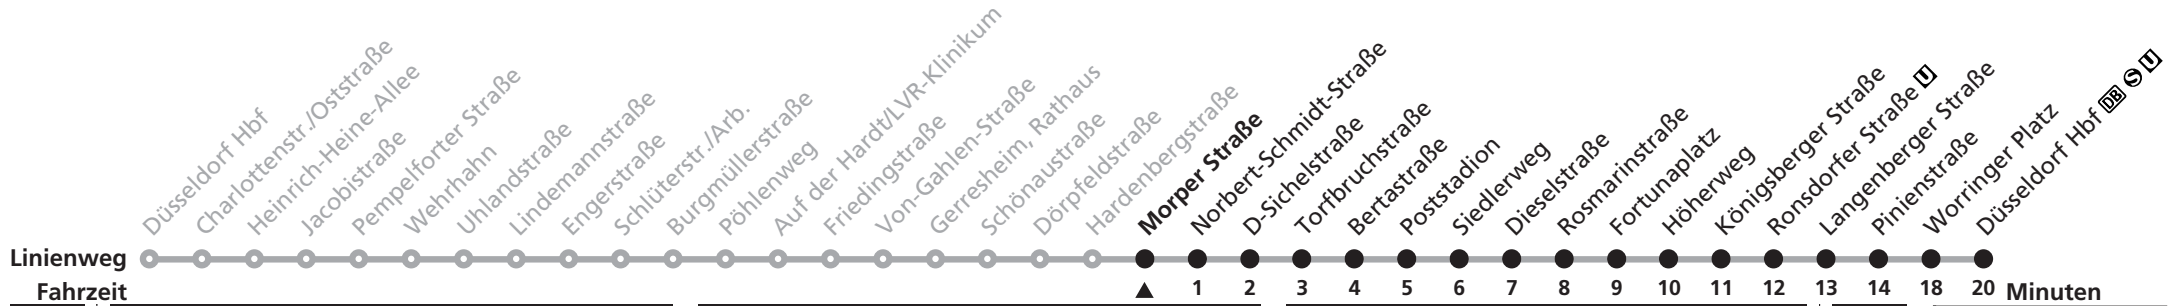 Düsseldorf Hbf
Charlottenstr./Oststraße
Heinrich-Heine-Allee
Jacobistraße
Pempelforter Straße
Wehrhahn
Uhlandstraße
Lindemannstraße
Engerstraße
Schlüterstr./Arb.
Burgmüllerstraße
Pöhlenweg
Auf der Hardt/LVR-Klinikum
Friedingstraße
Von-Gahlen-Straße
Gerresheim, Rathaus
Schönaustraße
Dörpfeldstraße
Hardenbergstraße
Morper Straße
Norbert-Schmidt-Straße
D-Sichelstraße
Torfbruchstraße
Bertastraße
Poststadion
Siedlerweg
Dieselstraße
Rosmarinstraße
Fortunaplatz
Höherweg
Königsberger Straße
Ronsdorfer Straße U
Langenberger Straße
Pinienstraße
Worringer Platz
Düsseldorf Hbf DB S U
Linienweg
Fahrzeit ▲ 1 2 3 4 5 6 7 8 9 10 11 12 13 14 18 20 Minuten